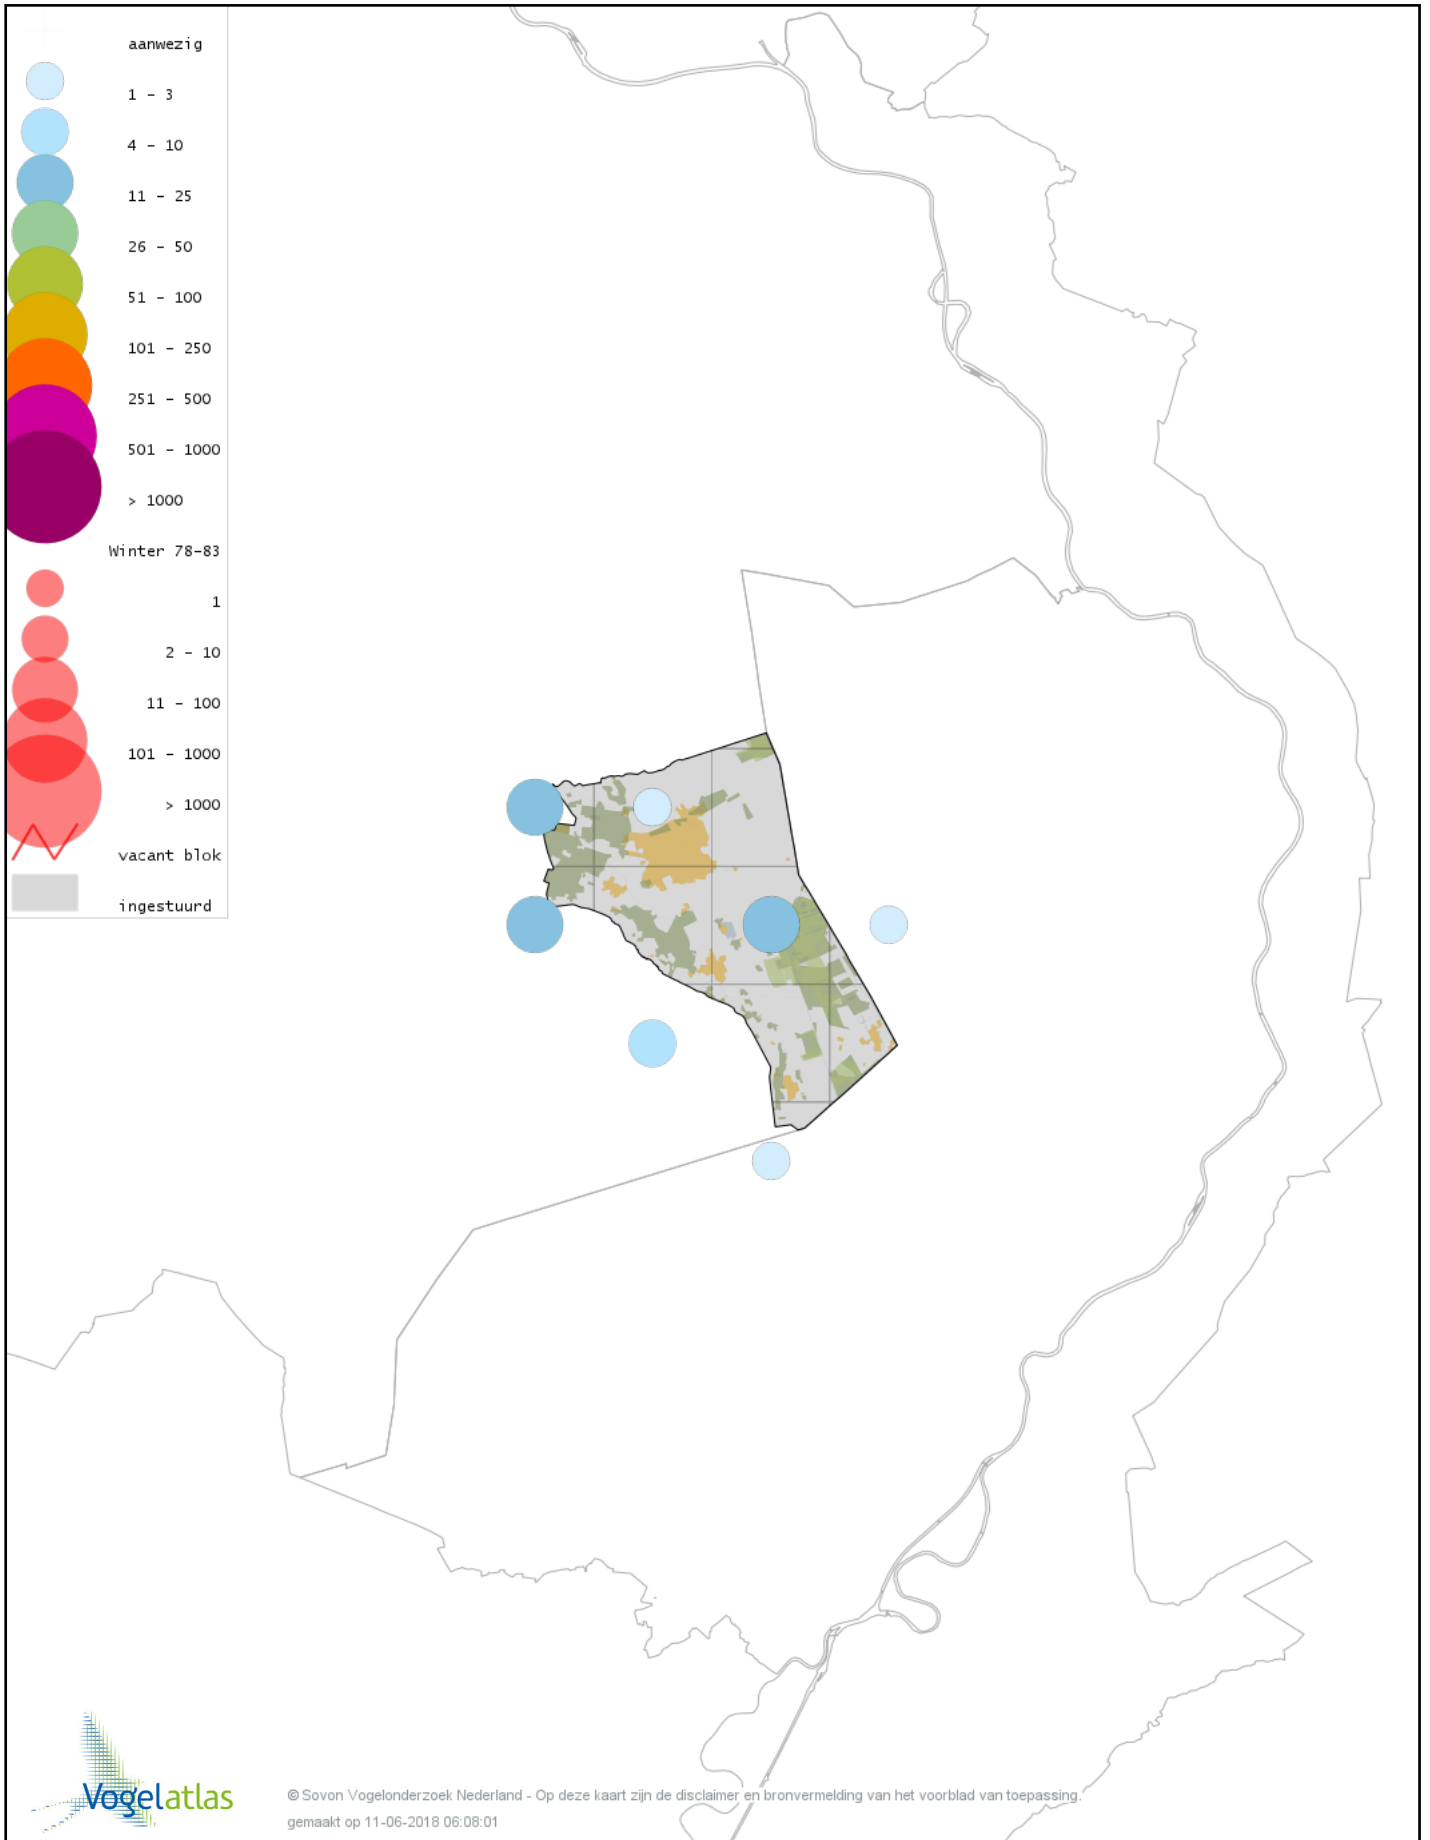 aanwezig
1 - 3
4 - 10
11 - 25
26 - 50
51 - 100
101 - 250
251 - 500
501 - 1000
> 1000
Winter 78-83
1
2 - 10
11 - 100
101 - 1000
> 1000
vacant blok
ingestuurd
Vogelatlas
© Sovon Vogelonderzoek Nederland - Op deze kaart zijn de disclaimer en bronvermelding van het voorblad van toepassing.
gemaakt op 11-06-2018 06:08:01